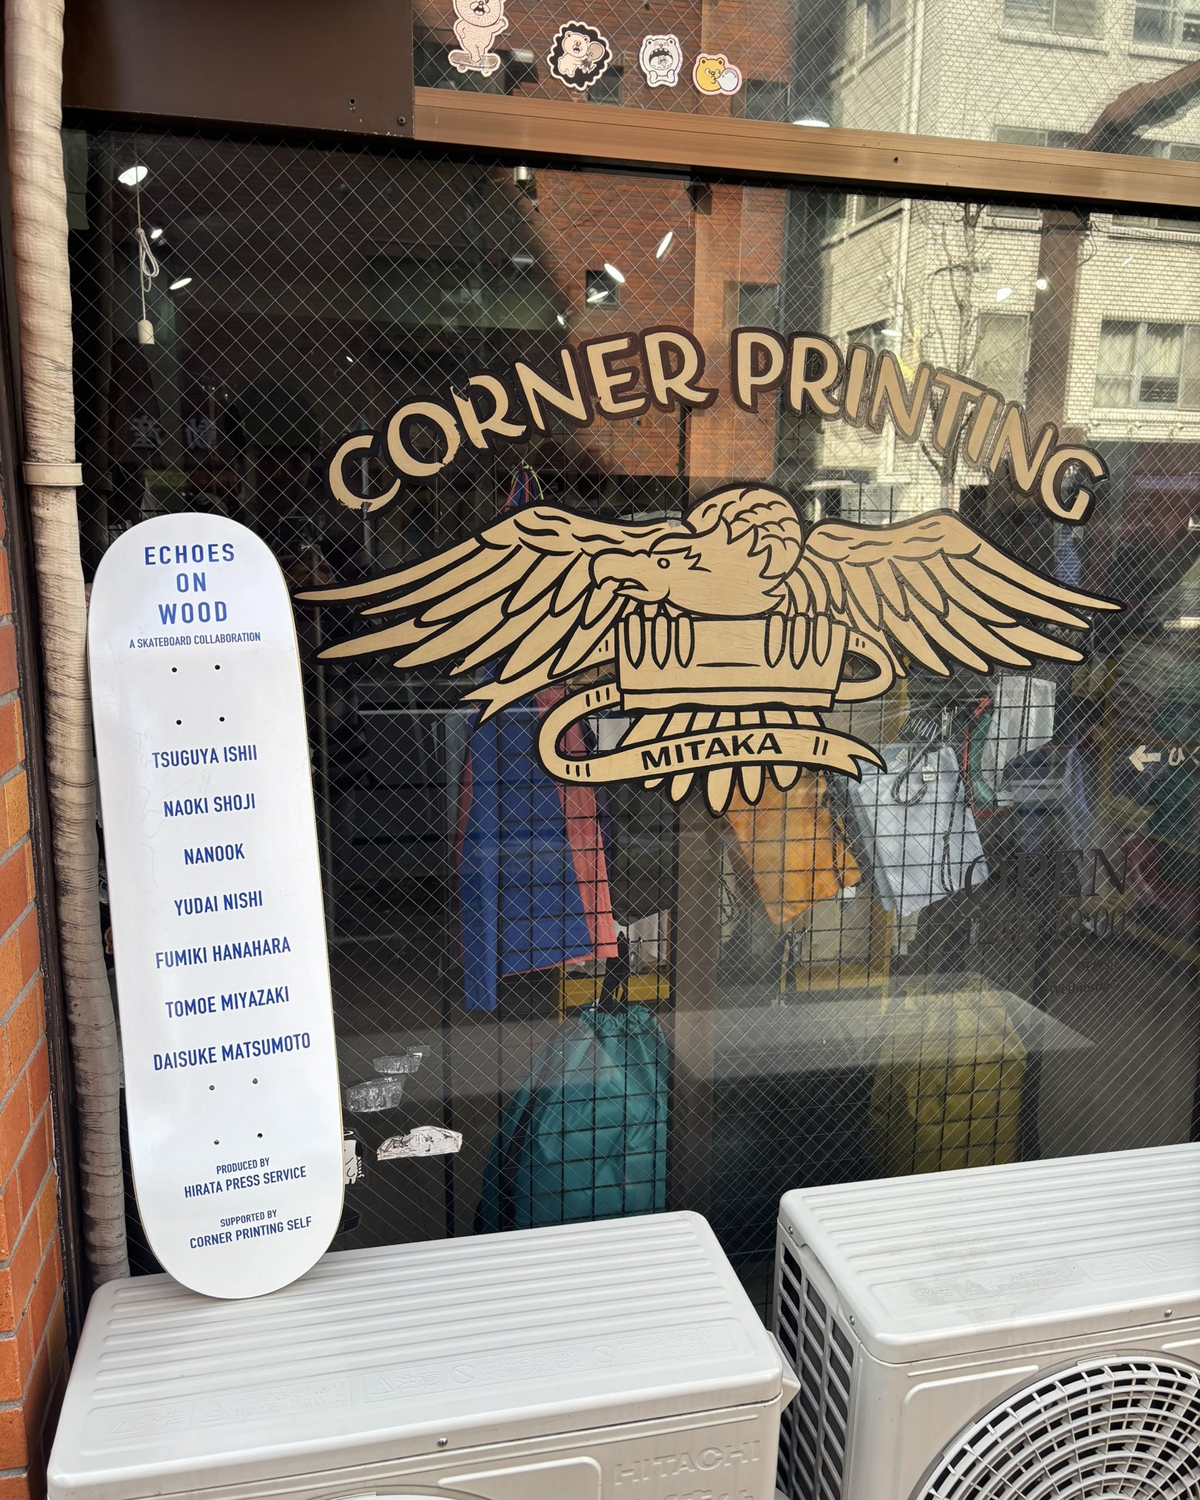 CORNER PRINTING
MITAKA
ECHOES
ON
WOOD
A SKATEBOARD COLLABORATION
TSUGUYA ISHII
NAOKI SHOJI
NANOOK
YUDAI NISHI
FUMIKI HANAHARA
TOMOE MIYAZAKI
DAISUKE MATSUMOTO
PRODUCED BY
HIRATA PRESS SERVICE
SUPPORTED BY
CORNER PRINTING SELF
OPEN
HITACHI